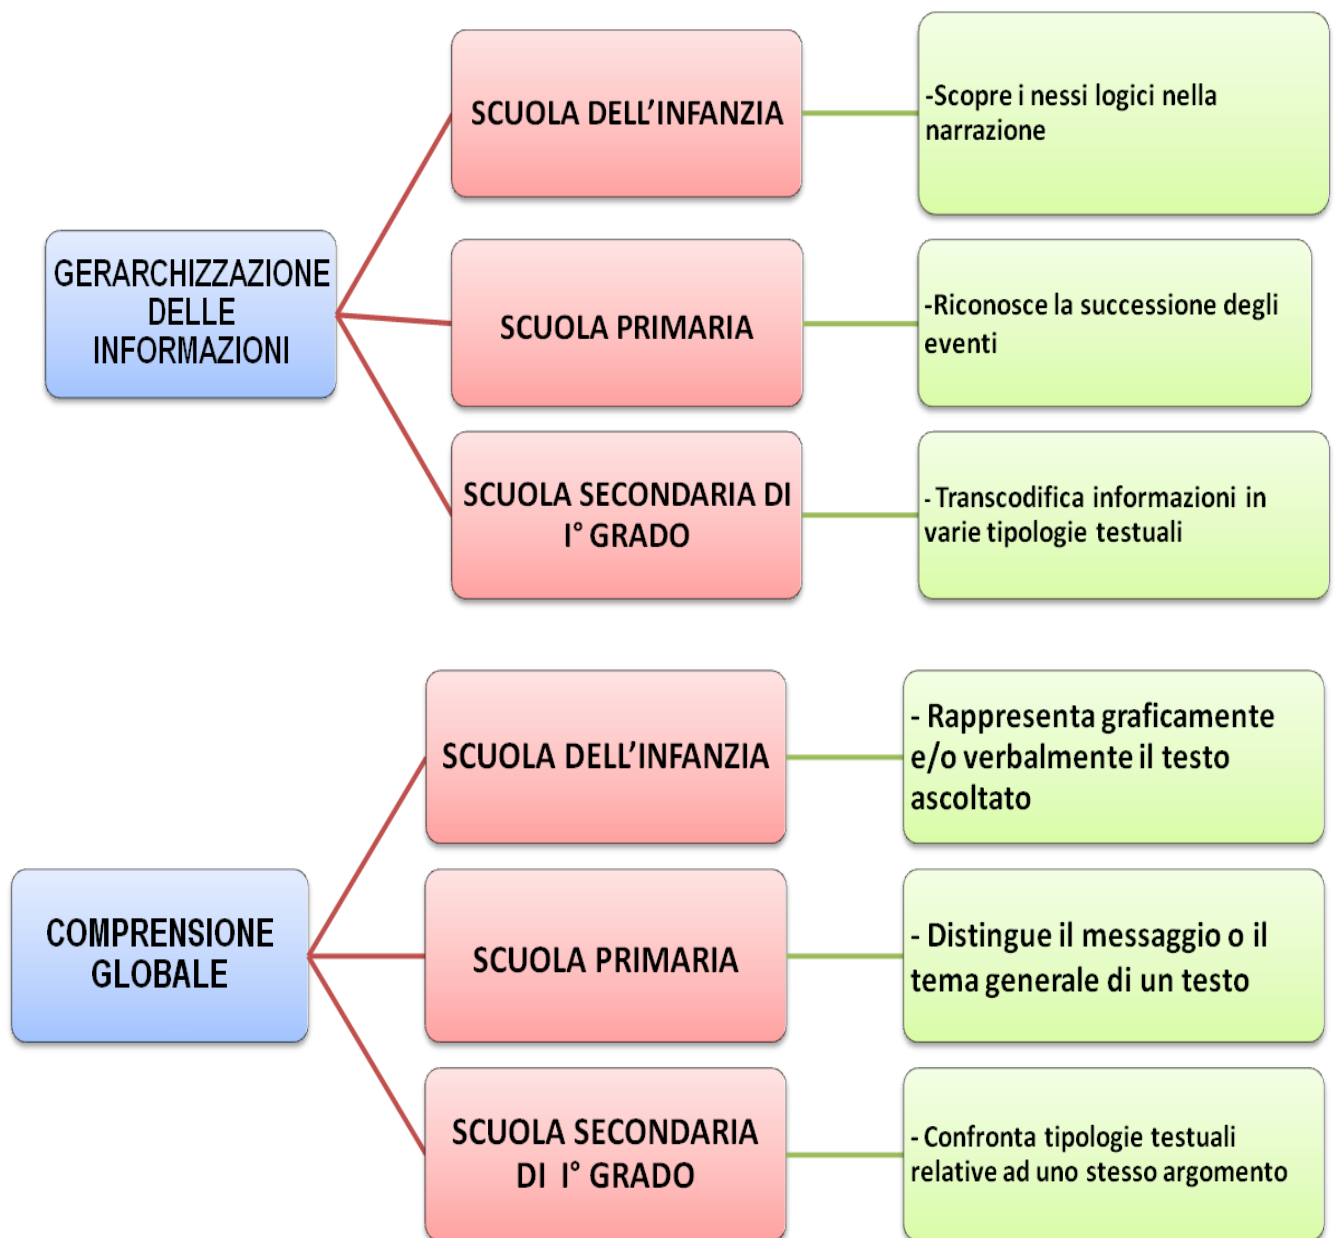 GERARCHIZZAZIONE
DELLE
INFORMAZIONI
SCUOLA DELL’INFANZIA
-Scopre i nessi logici nella
narrazione
SCUOLA PRIMARIA
-Riconosce la successione degli
eventi
SCUOLA SECONDARIA DI
I° GRADO
- Transcodifica informazioni in
varie tipologie testuali
COMPRENSIONE
GLOBALE
SCUOLA DELL’INFANZIA
- Rappresenta graficamente
e/o verbalmente il testo
ascoltato
SCUOLA PRIMARIA
- Distingue il messaggio o il
tema generale di un testo
SCUOLA SECONDARIA
DI I° GRADO
- Confronta tipologie testuali
relative ad uno stesso argomento